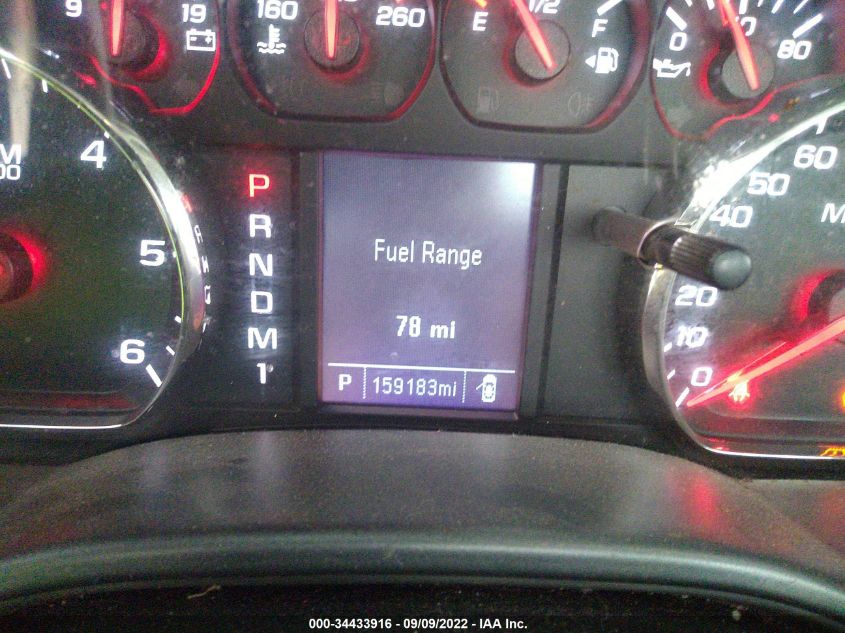 9 19
160 260
E 1/2 F
0 80
4
5
6
P
R
N
D
M
1
Fuel Range
78 mi
P 159183mi
60
50
40
20
10
0
000-34433916 - 09/09/2022 - IAA Inc.